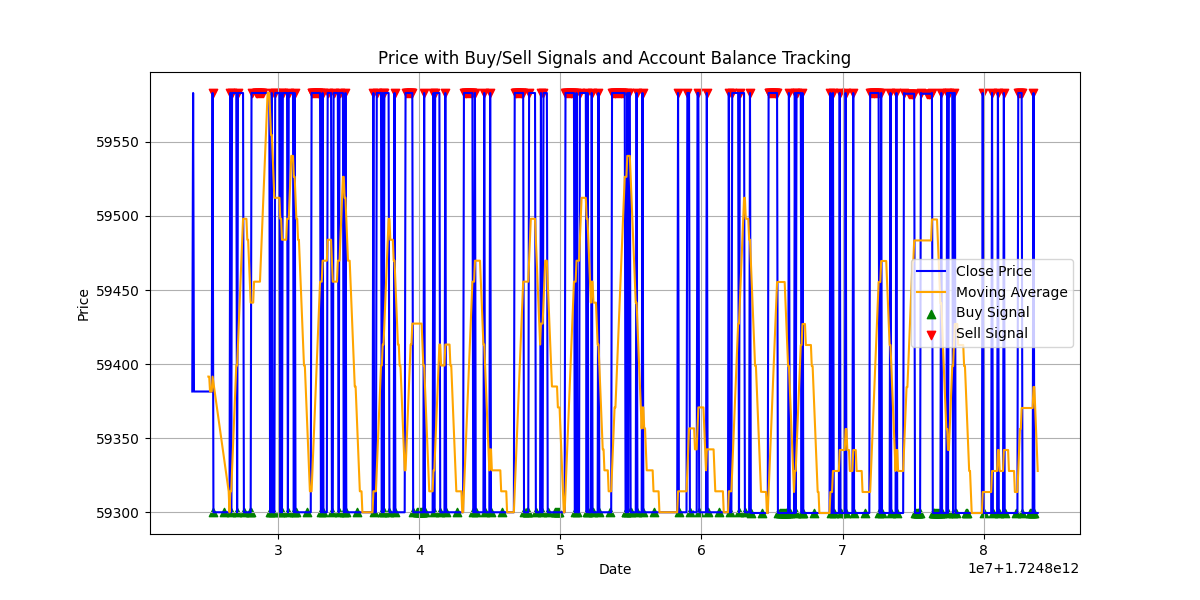 Price with Buy/Sell Signals and Account Balance Tracking
Price
59550
59500
59450
59400
59350
59300
Close Price
Moving Average
Buy Signal
Sell Signal
3 4 5 6 7 8
Date
1e7+1.7248e12